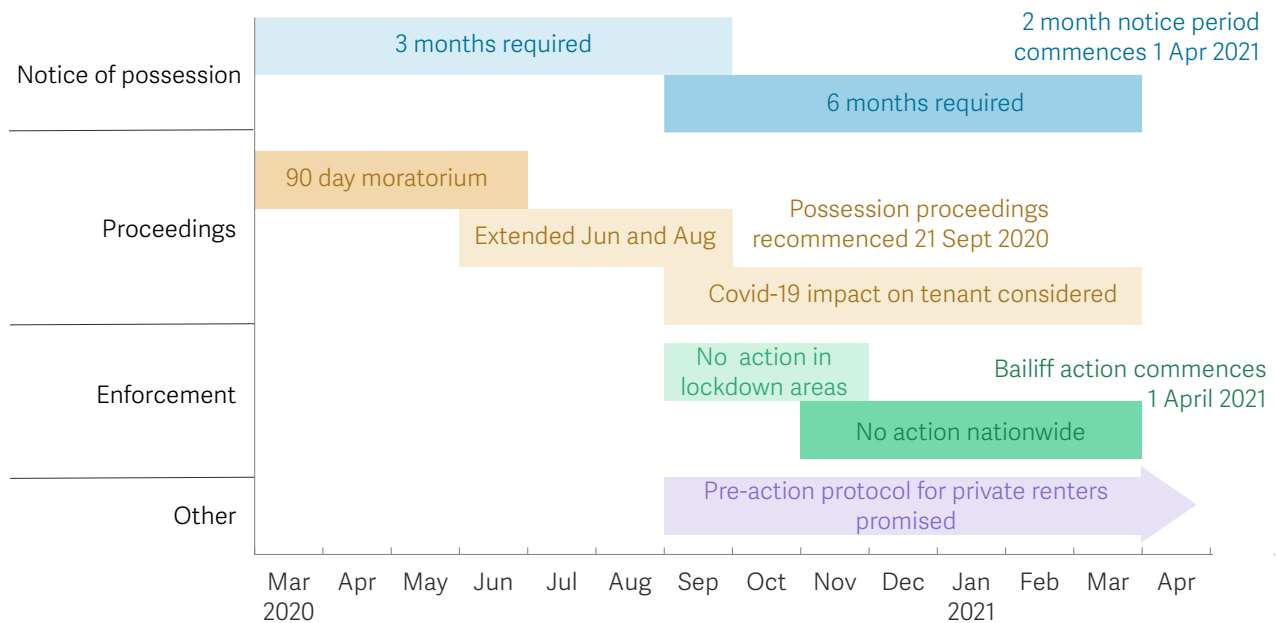 Notice of possession
3 months required
2 month notice period
commences 1 Apr 2021
6 months required
Proceedings
90 day moratorium
Extended Jun and Aug
Possession proceedings
recommenced 21 Sept 2020
Covid-19 impact on tenant considered
Enforcement
No action in
lockdown areas
Bailiff action commences
1 April 2021
No action nationwide
Other
Pre-action protocol for private renters
promised
Mar Apr May Jun Jul Aug Sep Oct Nov Dec Jan Feb Mar Apr
2020 2021